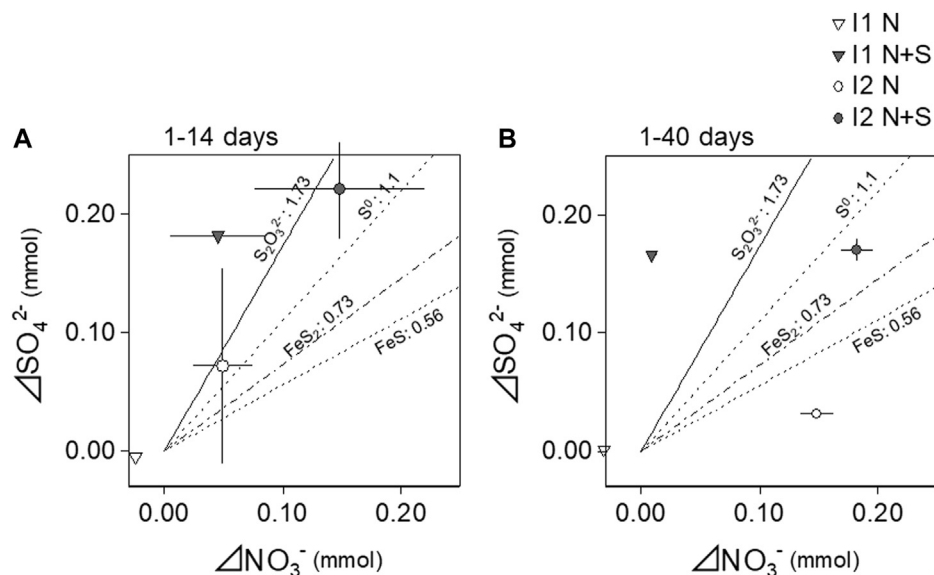 ▽ I1 N
▼ I1 N+S
○ I2 N
● I2 N+S
A 1-14 days
B 1-40 days
0.20
0.10
0.00
⊿SO₄²⁻ (mmol)
S₂O₃²⁻: 1.73
S⁰: 1.1
FeS₂: 0.73
FeS: 0.56
0.00 0.10 0.20
⊿NO₃⁻ (mmol)
0.20
0.10
0.00
⊿SO₄²⁻ (mmol)
S₂O₃²⁻: 1.73
S⁰: 1.1
FeS₂: 0.73
FeS: 0.56
0.00 0.10 0.20
⊿NO₃⁻ (mmol)